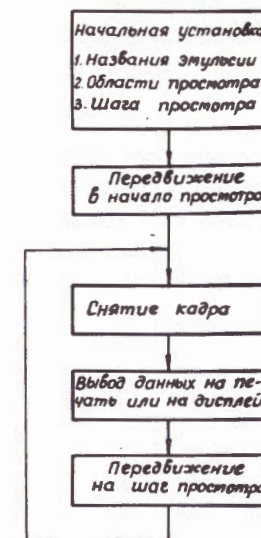 Начальная установка
1. Названия эмульсии
2. Области просмотра
3. Шага просмотра
Передвижение
в начало просмотра
Снятие кадра
Вывод данных на пе-
чать или на дисплей
Передвижение
на шаг просмотра